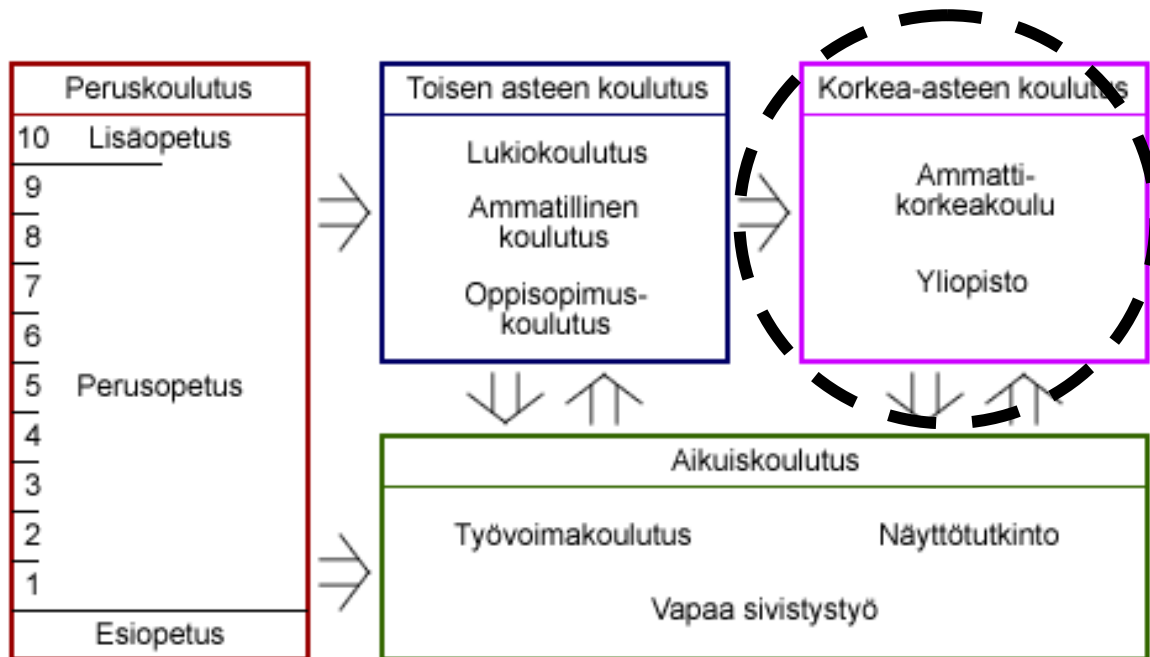 Peruskoulutus
10 Lisäopetus
9
8
7
6
5 Perusopetus
4
3
2
1
Esiopetus
Toisen asteen koulutus
Lukiokoulutus
Ammatillinen
koulutus
Oppisopimus-
koulutus
Korkea-asteen koulutus
Ammatti-
korkeakoulu
Yliopisto
Aikuiskoulutus
Työvoimakoulutus Näyttötutkinto
Vapaa sivistystyö